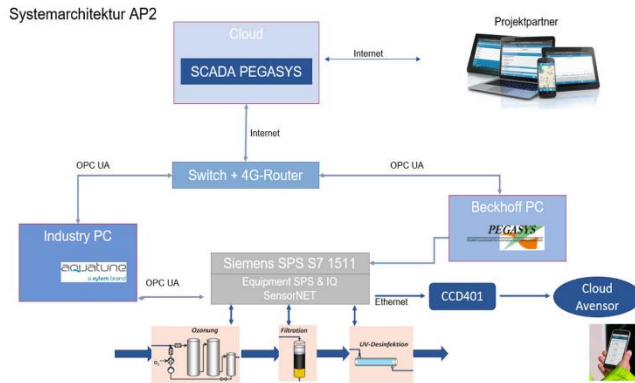 Systemarchitektur AP2
Projektpartner
Cloud
SCADA PEGASYS
Internet
Internet
OPC UA
OPC UA
Switch + 4G-Router
Industry PC
aquatune
a xylem brand
Beckhoff PC
PEGASYS
Siemens SPS S7 1511
Equipment SPS & IQ
SensorNET
OPC UA
Ethernet
CCD401
Cloud
Avensor
Ozonung
Filtration
UV-Desinfektion